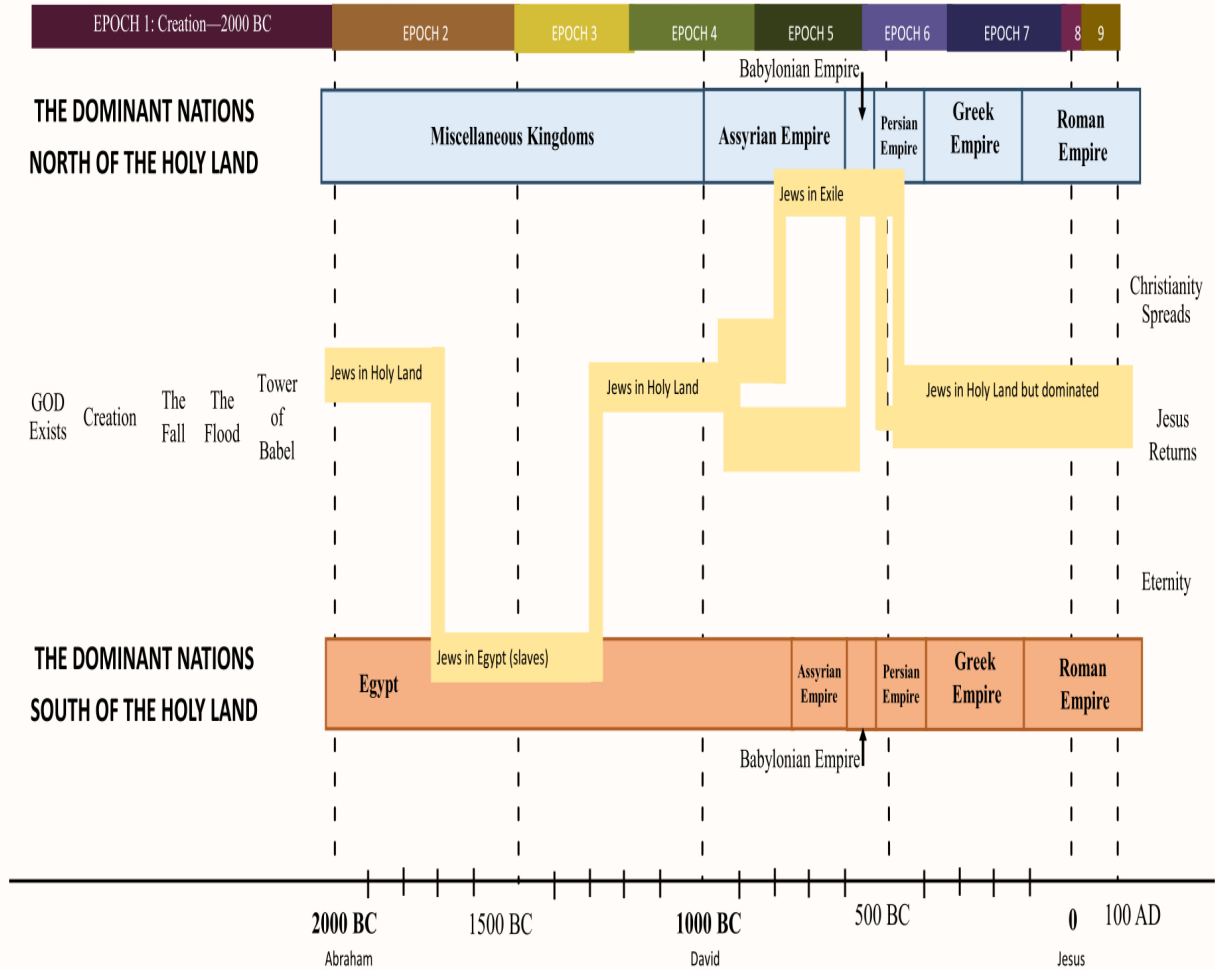 EPOCH 1: Creation—2000 BC
EPOCH 2
EPOCH 3
EPOCH 4
EPOCH 5
EPOCH 6
EPOCH 7
8
9
Babylonian Empire
THE DOMINANT NATIONS
NORTH OF THE HOLY LAND
Miscellaneous Kingdoms
Assyrian Empire
Persian
Empire
Greek
Empire
Roman
Empire
Jews in Exile
Christianity
Spreads
Jews in Holy Land
Jews in Holy Land
Jews in Holy Land but dominated
GOD
Exists
Creation
The
Fall
The
Flood
Tower
of
Babel
Jesus
Returns
Eternity
THE DOMINANT NATIONS
SOUTH OF THE HOLY LAND
Jews in Egypt (slaves)
Egypt
Assyrian
Empire
Persian
Empire
Greek
Empire
Roman
Empire
Babylonian Empire
2000 BC
1500 BC
1000 BC
500 BC
0
100 AD
Abraham
David
Jesus